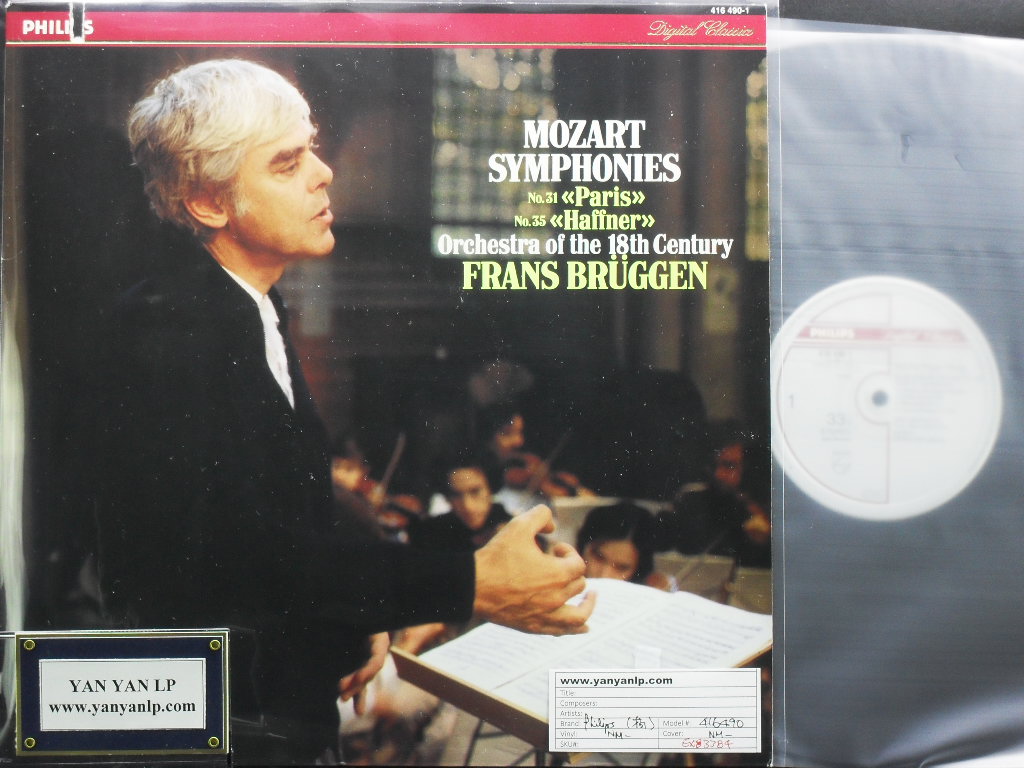 416 490-1
PHILIPS
Digital Classics
MOZART
SYMPHONIES
No.31 «Paris»
No.35 «Haffner»
Orchestra of the 18th Century
FRANS BRÜGGEN
PHILIPS
1
33
YAN YAN LP
www.yanyanlp.com
www.yanyanlp.com
Title:
Composers:
Artists:
Brand: Philips Model#: 416490
Vinyl: NM- Cover: NM-
SKU#: